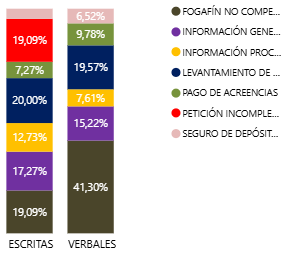 6,52%
19,09%
9,78%
7,27%
19,57%
20,00%
7,61%
12,73%
15,22%
17,27%
41,30%
19,09%
ESCRITAS VERBALES
FOGAFÍN NO COMPE...
INFORMACIÓN GENE...
INFORMACIÓN PROC...
LEVANTAMIENTO DE ...
PAGO DE ACREENCIAS
PETICIÓN INCOMPLE...
SEGURO DE DEPÓSIT...